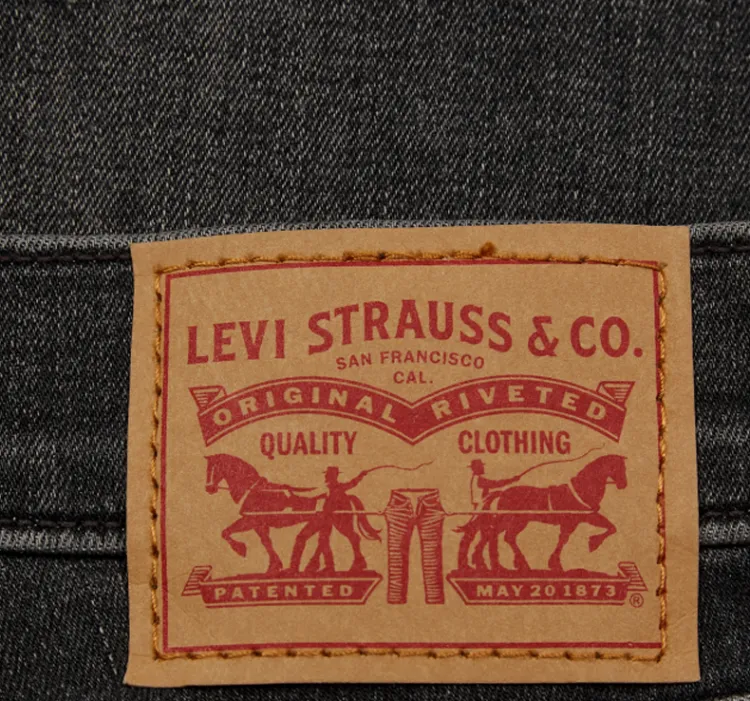 LEVI STRAUSS & CO.
SAN FRANCISCO
CAL.
ORIGINAL RIVETED
QUALITY CLOTHING
PATENTED MAY 20 1873 ®